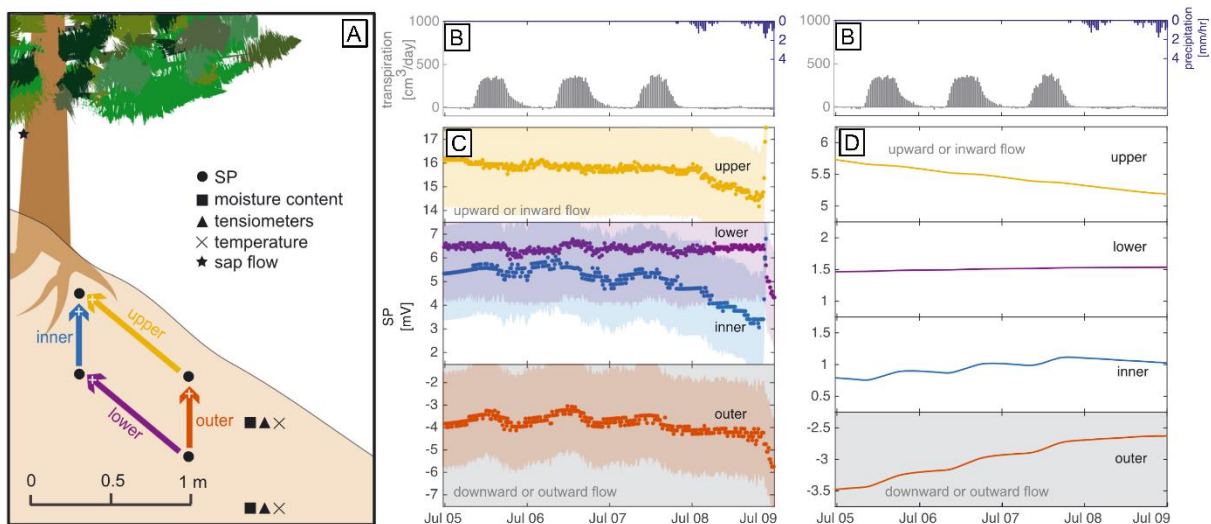 A
SP
moisture content
tensiometers
temperature
sap flow
inner
upper
lower
outer
0 0.5 1 m
B
1000
500
0
transpiration
[cm³/day]
0
2
4
C
17
16
15
14
upper
upward or inward flow
7
6
5
4
3
2
lower
inner
SP
[mV]
-2
-3
-4
-5
-6
-7
outer
downward or outward flow
Jul 05 Jul 06 Jul 07 Jul 08 Jul 09
B
1000
500
0
0
2
4
precipitation
[mm/hr]
D
6
5.5
5
upward or inward flow
upper
2
1.5
1
lower
1.5
1
0.5
inner
-2.5
-3
-3.5
outer
downward or outward flow
Jul 05 Jul 06 Jul 07 Jul 08 Jul 09